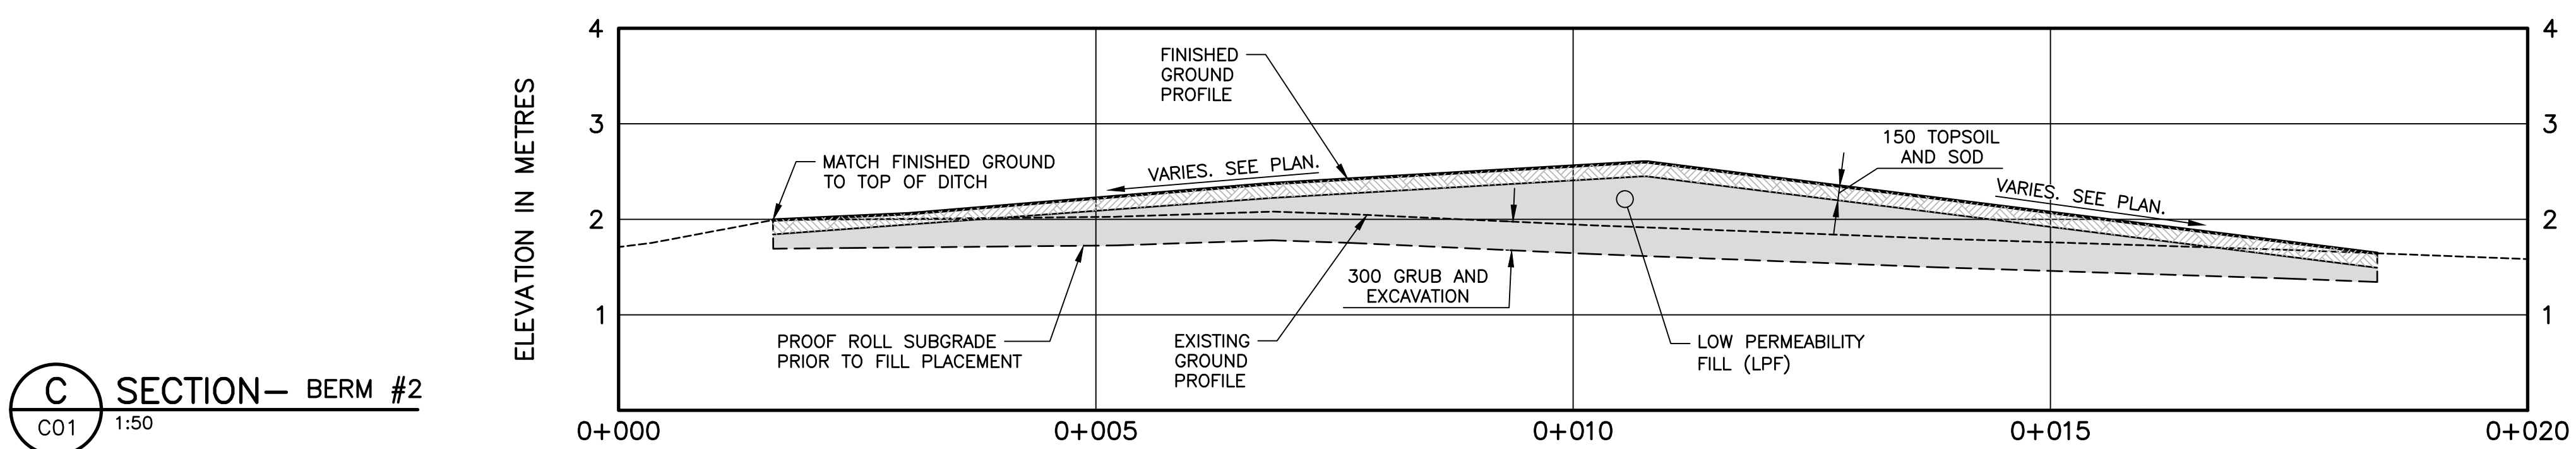 4
4
FINISHED
GROUND
PROFILE
ELEVATION IN METRES
3
3
150 TOPSOIL
AND SOD
MATCH FINISHED GROUND
TO TOP OF DITCH
VARIES. SEE PLAN.
VARIES. SEE PLAN.
2
2
300 GRUB AND
EXCAVATION
1
1
PROOF ROLL SUBGRADE
PRIOR TO FILL PLACEMENT
EXISTING
GROUND
PROFILE
LOW PERMEABILITY
FILL (LPF)
C
C01
SECTION— BERM #2
1:50
0+000
0+005
0+010
0+015
0+020